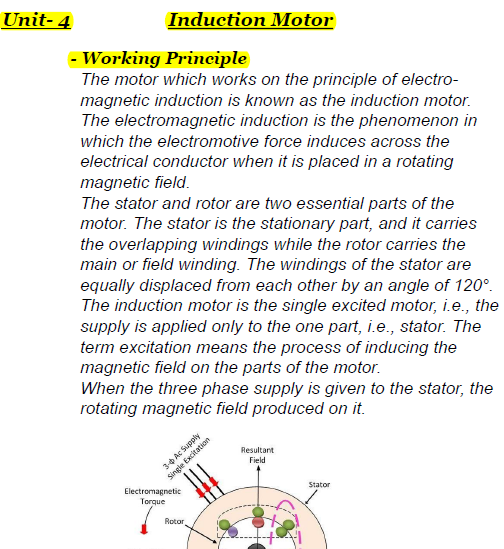 Unit- 4
Induction Motor
- Working Principle
The motor which works on the principle of electro-
magnetic induction is known as the induction motor.
The electromagnetic induction is the phenomenon in
which the electromotive force induces across the
electrical conductor when it is placed in a rotating
magnetic field.
The stator and rotor are two essential parts of the
motor. The stator is the stationary part, and it carries
the overlapping windings while the rotor carries the
main or field winding. The windings of the stator are
equally displaced from each other by an angle of 120°.
The induction motor is the single excited motor, i.e., the
supply is applied only to the one part, i.e., stator. The
term excitation means the process of inducing the
magnetic field on the parts of the motor.
When the three phase supply is given to the stator, the
rotating magnetic field produced on it.
3-Φ Ac Supply
Single Excitation
Resultant
Field
Stator
Electromagnetic
Torque
Rotor